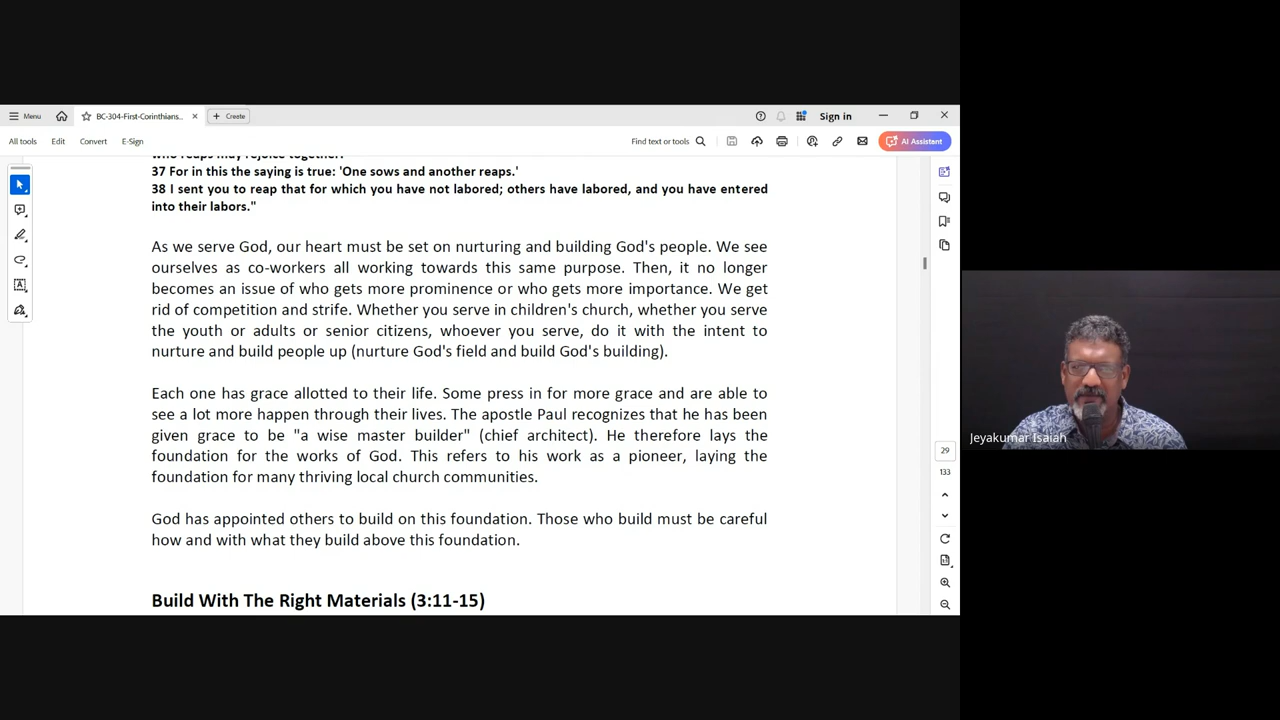 Menu
BC-304-First-Corinthians...
Create
Sign in
All tools
Edit
Convert
E-Sign
Find text or tools
AI Assistant
who reaps may rejoice together.
37 For in this the saying is true: 'One sows and another reaps.'
38 I sent you to reap that for which you have not labored; others have labored, and you have entered
into their labors."
As we serve God, our heart must be set on nurturing and building God's people. We see
ourselves as co-workers all working towards this same purpose. Then, it no longer
becomes an issue of who gets more prominence or who gets more importance. We get
rid of competition and strife. Whether you serve in children's church, whether you serve
the youth or adults or senior citizens, whoever you serve, do it with the intent to
nurture and build people up (nurture God's field and build God's building).
Each one has grace allotted to their life. Some press in for more grace and are able to
see a lot more happen through their lives. The apostle Paul recognizes that he has been
given grace to be "a wise master builder" (chief architect). He therefore lays the
foundation for the works of God. This refers to his work as a pioneer, laying the
foundation for many thriving local church communities.
God has appointed others to build on this foundation. Those who build must be careful
how and with what they build above this foundation.
Build With The Right Materials (3:11-15)
29
133
Jeyakumar Isaiah